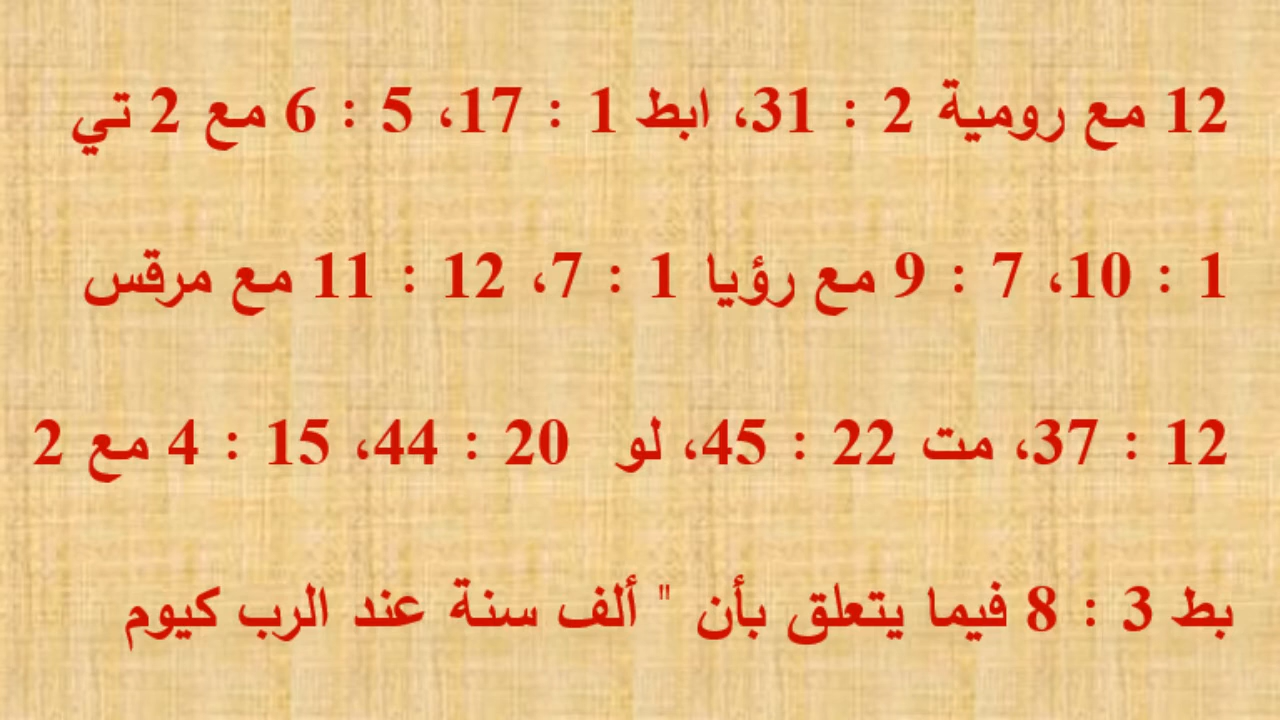 12 مع رومية 2 : 31، ابط 1 : 17، 5 : 6 مع 2 تي
1 : 10، 7 : 9 مع رؤيا 1 : 7، 12 : 11 مع مرقس
12 : 37، مت 22 : 45، لو 20 : 44، 15 : 4 مع 2
بط 3 : 8 فيما يتعلق بأن " ألف سنة عند الرب كيوم